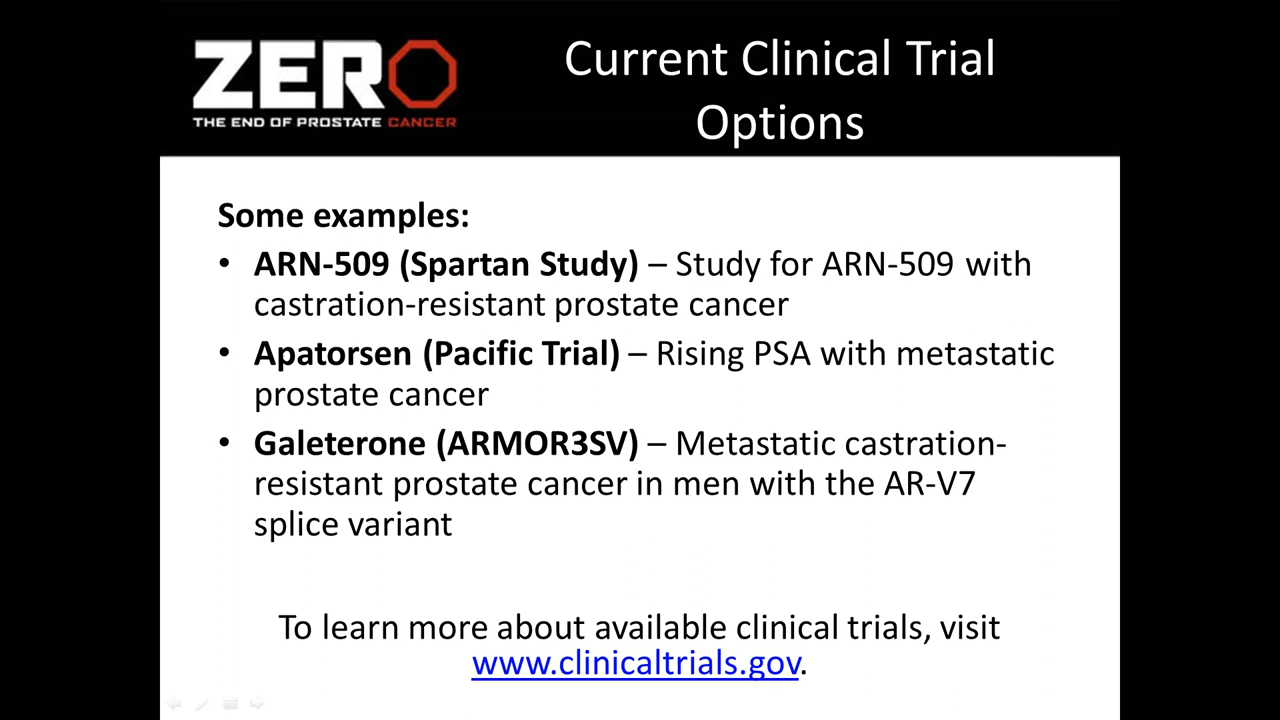 ZERO
THE END OF PROSTATE CANCER
Current Clinical Trial
Options
Some examples:
• ARN-509 (Spartan Study) – Study for ARN-509 with
castration-resistant prostate cancer
• Apatorsen (Pacific Trial) – Rising PSA with metastatic
prostate cancer
• Galeterone (ARMOR3SV) – Metastatic castration-
resistant prostate cancer in men with the AR-V7
splice variant
To learn more about available clinical trials, visit
www.clinicaltrials.gov.